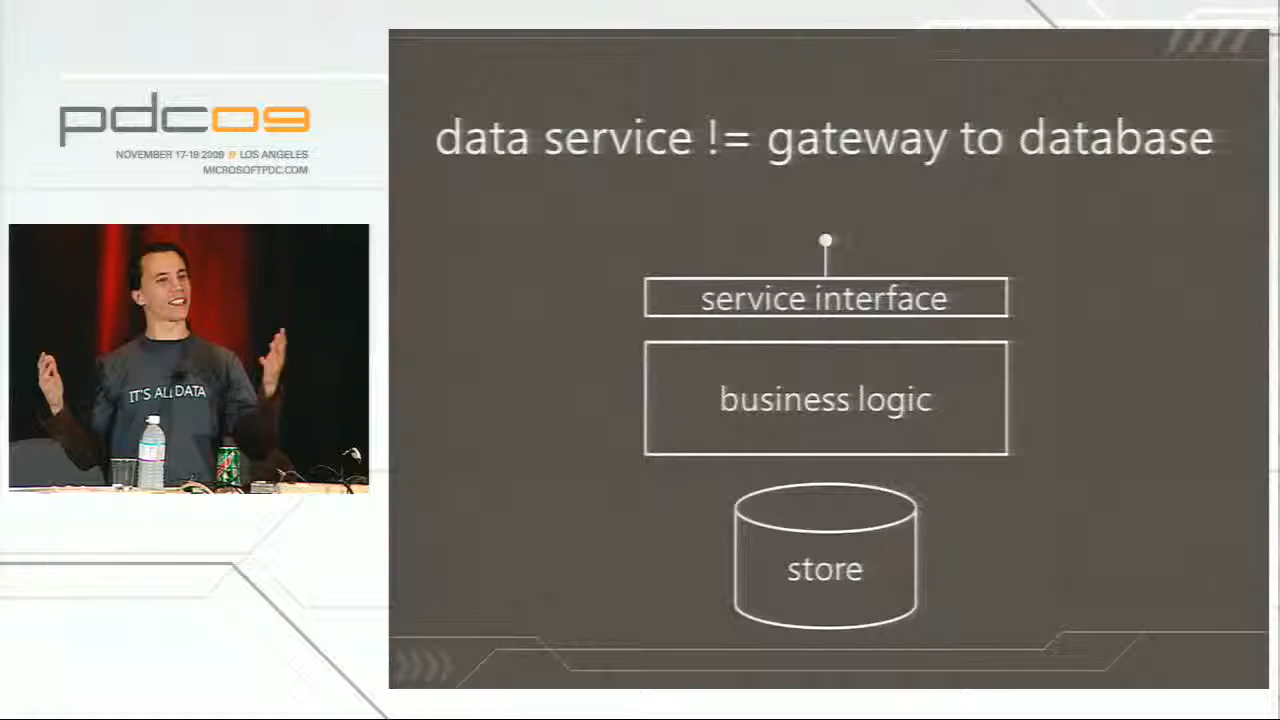 pdc09
NOVEMBER 17-19 2009 // LOS ANGELES
MICROSOFTPDC.COM
data service != gateway to database
service interface
business logic
store
IT'S ALL DATA